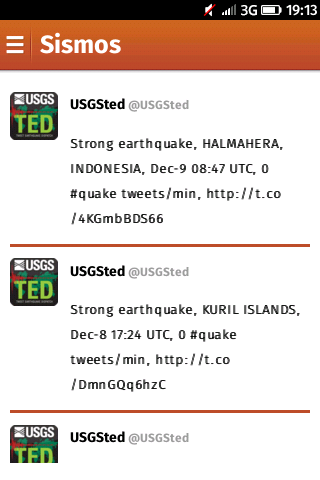 3G 19:13
Sismos
USGS
TED
USGSted @USGSted
Strong earthquake, HALMAHERA,
INDONESIA, Dec-9 08:47 UTC, 0
#quake tweets/min, http://t.co
/4KGmbBDS66
USGS
TED
USGSted @USGSted
Strong earthquake, KURIL ISLANDS,
Dec-8 17:24 UTC, 0 #quake
tweets/min, http://t.co
/DmnGQq6hzC
USGS
TED
USGSted @USGSted